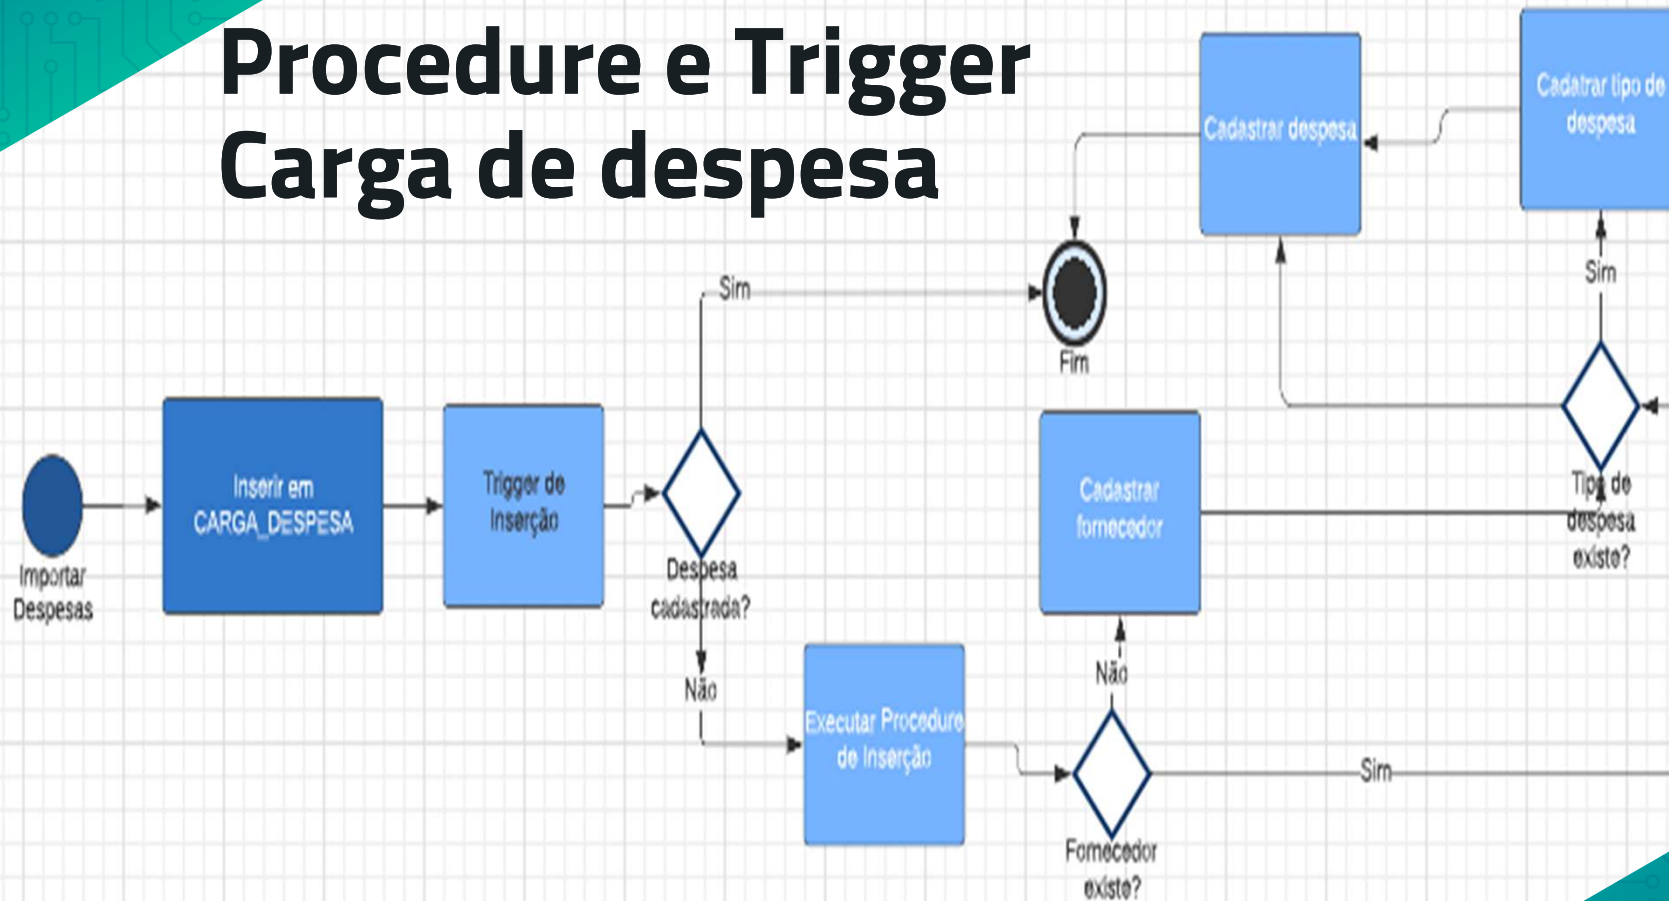 Procedure e Trigger
Carga de despesa
Cadatrar tipo de
despesa
Cadastrar despesa
Sim
Sim
Fim
Inserir em
CARGA_DESPESA
Trigger de
Inserção
Cadastrar
fornecedor
Tipo de
despesa
existe?
Importar
Despesas
Despesa
cadastrada?
Não
Não
Executar Procedure
de Inserção
Sim
Fornecedor
existe?